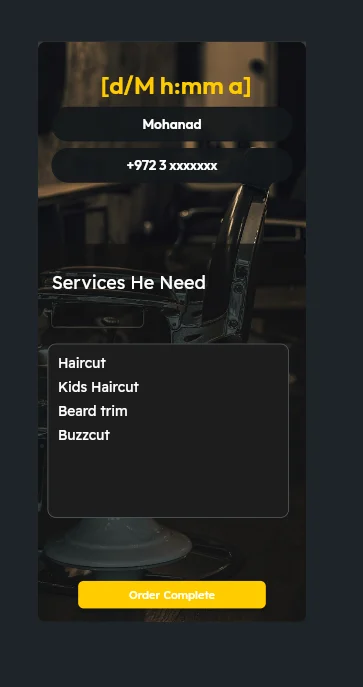 [d/M h:mm a]
Mohanad
+972 3 xxxxxxx
Services He Need
Haircut
Kids Haircut
Beard trim
Buzzcut
Order Complete